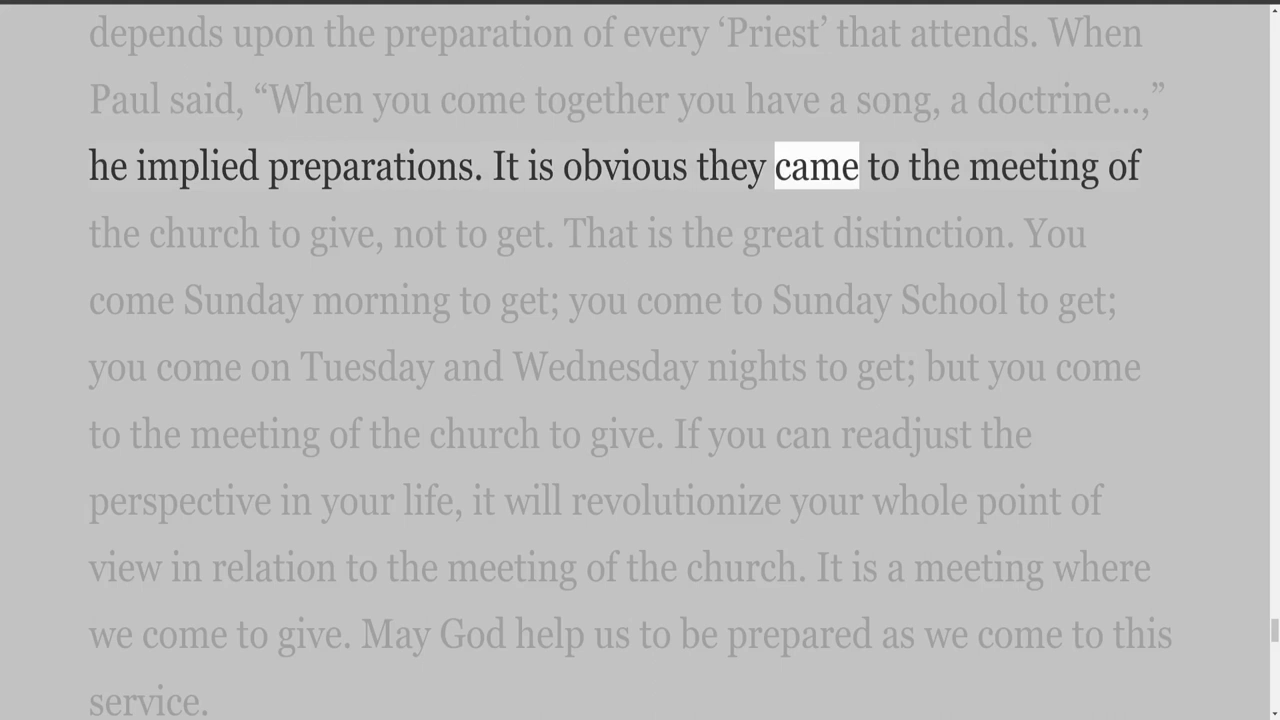 depends upon the preparation of every ‘Priest’ that attends. When
Paul said, “When you come together you have a song, a doctrine...,”
he implied preparations. It is obvious they came to the meeting of
the church to give, not to get. That is the great distinction. You
come Sunday morning to get; you come to Sunday School to get;
you come on Tuesday and Wednesday nights to get; but you come
to the meeting of the church to give. If you can readjust the
perspective in your life, it will revolutionize your whole point of
view in relation to the meeting of the church. It is a meeting where
we come to give. May God help us to be prepared as we come to this
service.